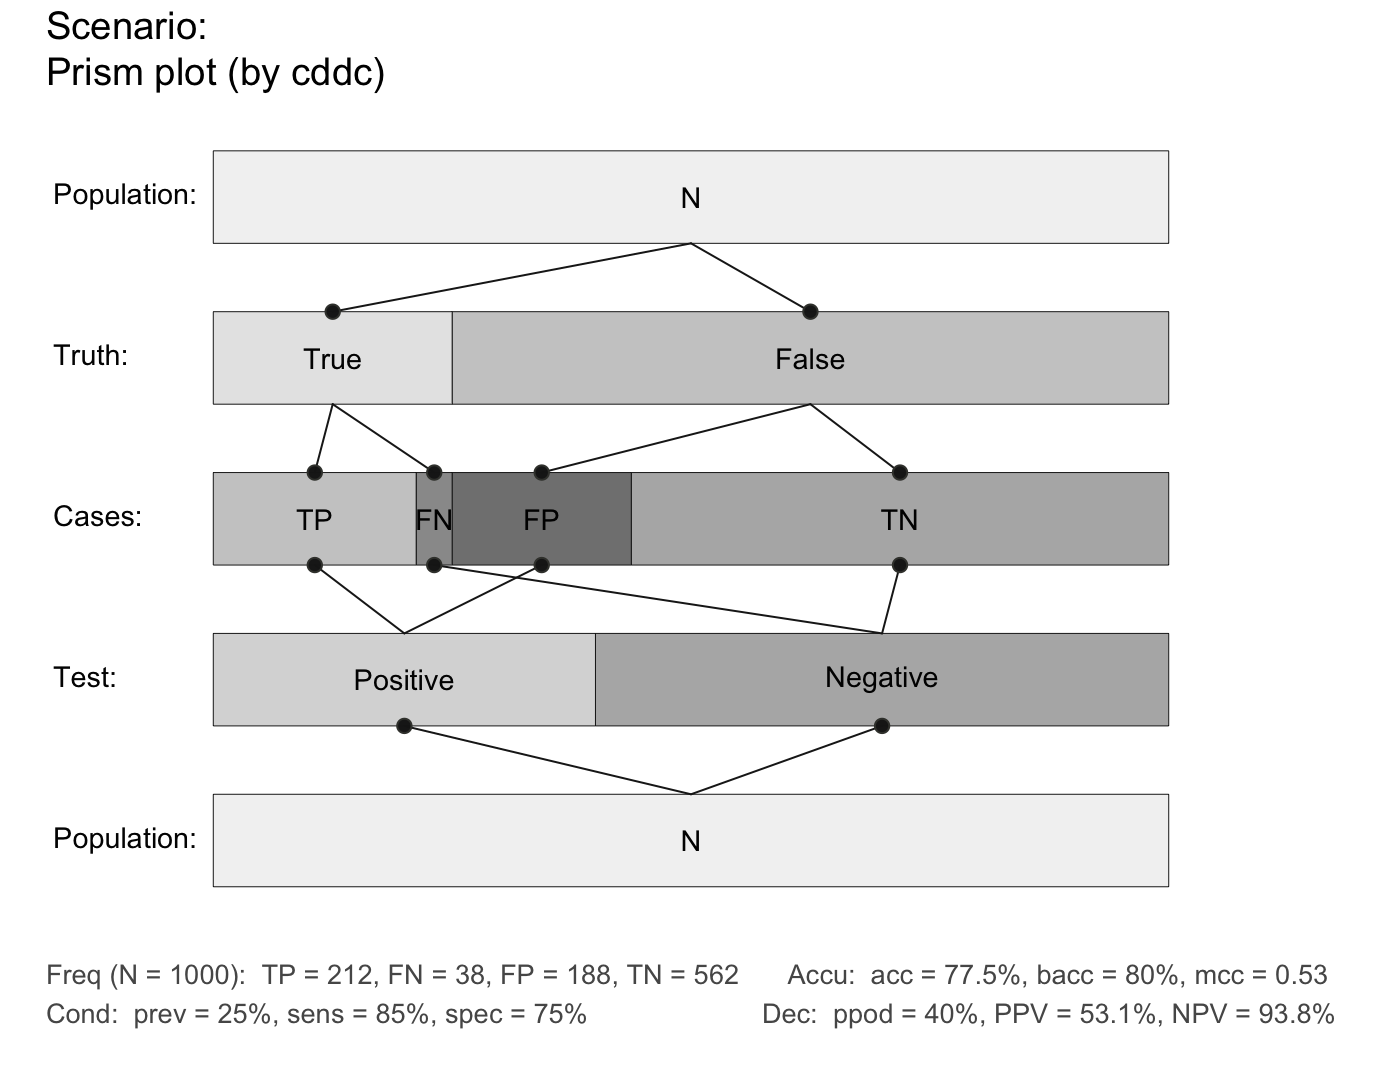 Scenario:
Prism plot (by cddc)
Population:
N
Truth:
True
False
Cases:
TP
FN
FP
TN
Test:
Positive
Negative
Population:
N
Freq (N = 1000):  TP = 212, FN = 38, FP = 188, TN = 562
Accu:  acc = 77.5%, bacc = 80%, mcc = 0.53
Cond:  prev = 25%, sens = 85%, spec = 75%
Dec:  ppod = 40%, PPV = 53.1%, NPV = 93.8%